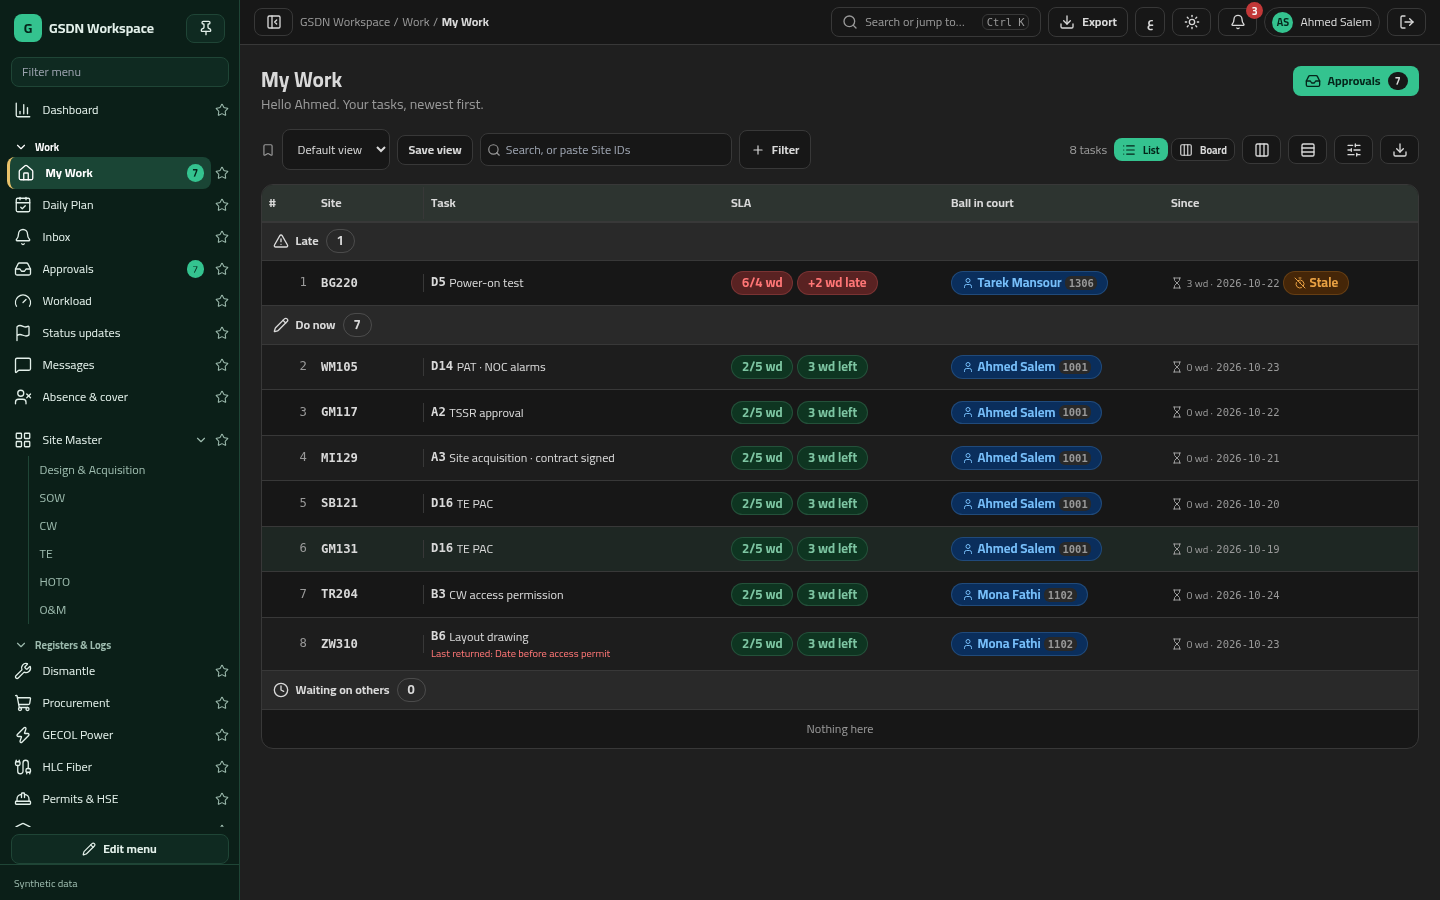 G GSDN Workspace
Filter menu
Dashboard
Work
My Work 7
Daily Plan
Inbox
Approvals 7
Workload
Status updates
Messages
Absence & cover
Site Master
Design & Acquisition
SOW
CW
TE
HOTO
O&M
Registers & Logs
Dismantle
Procurement
GECOL Power
HLC Fiber
Permits & HSE
Edit menu
Synthetic data
GSDN Workspace / Work / My Work
Search or jump to... Ctrl K
Export
ع
3
AS Ahmed Salem
My Work
Hello Ahmed. Your tasks, newest first.
Approvals 7
Default view
Save view
Search, or paste Site IDs
Filter
8 tasks
List
Board
# Site Task SLA Ball in court Since
Late 1
1 BG220 D5 Power-on test 6/4 wd +2 wd late Tarek Mansour 1306 3 wd · 2026-10-22 Stale
Do now 7
2 WM105 D14 PAT · NOC alarms 2/5 wd 3 wd left Ahmed Salem 1001 0 wd · 2026-10-23
3 GM117 A2 TSSR approval 2/5 wd 3 wd left Ahmed Salem 1001 0 wd · 2026-10-22
4 MI129 A3 Site acquisition · contract signed 2/5 wd 3 wd left Ahmed Salem 1001 0 wd · 2026-10-21
5 SB121 D16 TE PAC 2/5 wd 3 wd left Ahmed Salem 1001 0 wd · 2026-10-20
6 GM131 D16 TE PAC 2/5 wd 3 wd left Ahmed Salem 1001 0 wd · 2026-10-19
7 TR204 B3 CW access permission 2/5 wd 3 wd left Mona Fathi 1102 0 wd · 2026-10-24
8 ZW310 B6 Layout drawing 2/5 wd 3 wd left Mona Fathi 1102 0 wd · 2026-10-23
Last returned: Date before access permit
Waiting on others 0
Nothing here